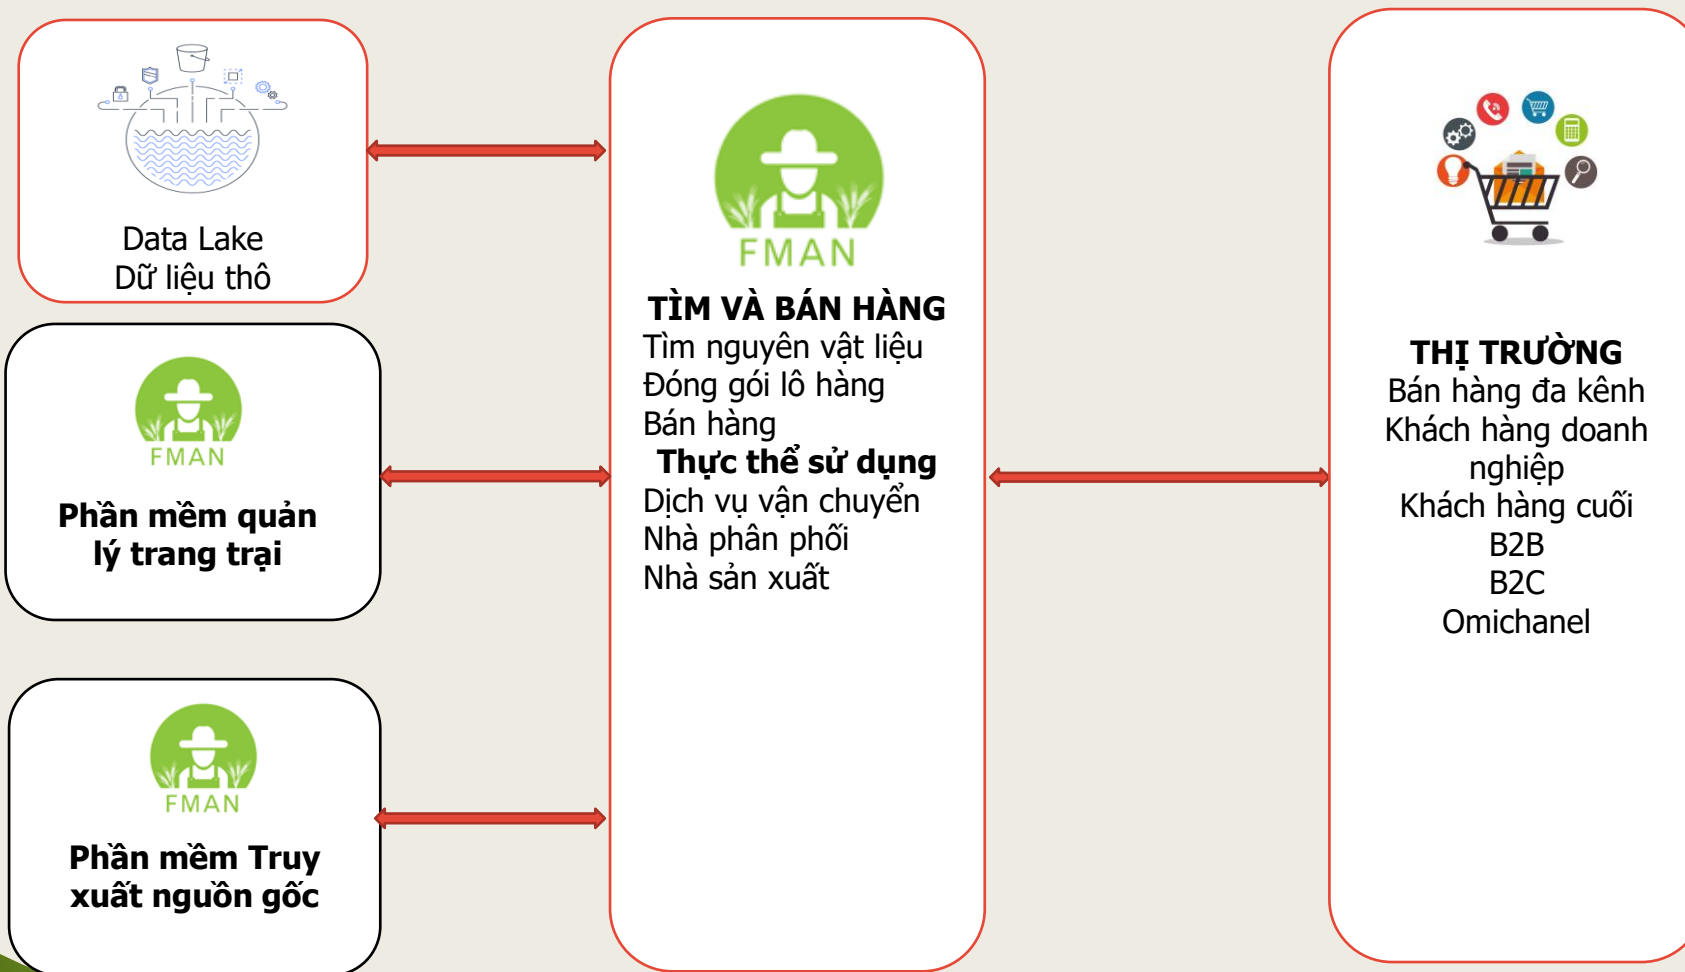 Data Lake
Dữ liệu thô
FMAN
Phần mềm quản
lý trang trại
FMAN
Phần mềm Truy
xuất nguồn gốc
FMAN
TÌM VÀ BÁN HÀNG
Tìm nguyên vật liệu
Đóng gói lô hàng
Bán hàng
Thực thể sử dụng
Dịch vụ vận chuyển
Nhà phân phối
Nhà sản xuất
THỊ TRƯỜNG
Bán hàng đa kênh
Khách hàng doanh
nghiệp
Khách hàng cuối
B2B
B2C
Omichanel